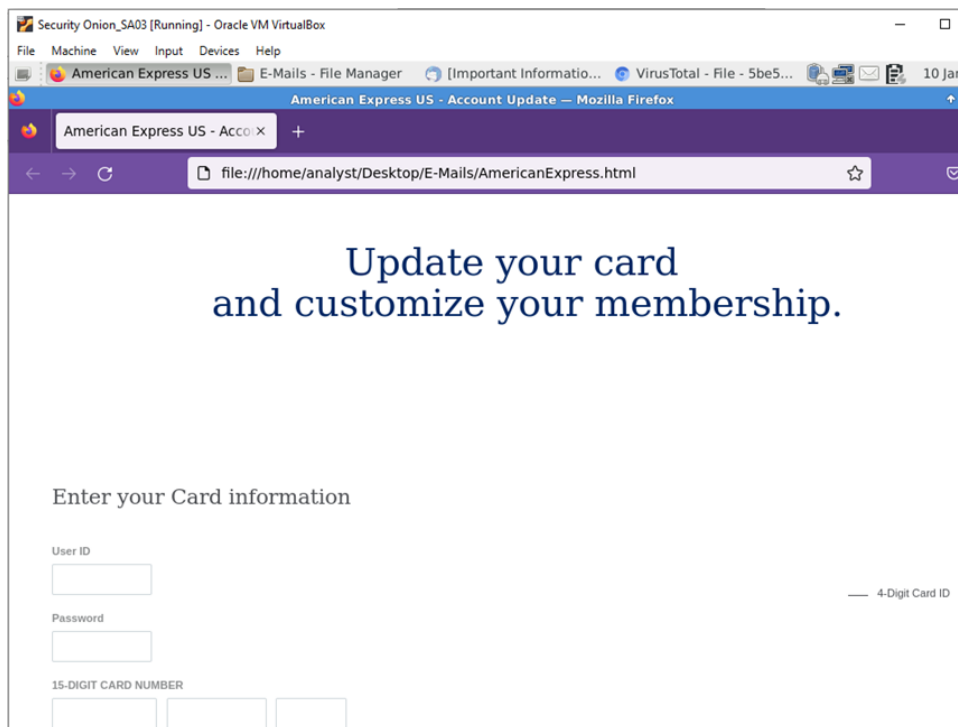 Security Onion_SA03 [Running] - Oracle VM VirtualBox
File Machine View Input Devices Help
American Express US ... E-Mails - File Manager [Important Informatio... VirusTotal - File - 5be5... 10 Jan
American Express US - Account Update — Mozilla Firefox
American Express US - Acco
file:///home/analyst/Desktop/E-Mails/AmericanExpress.html
Update your card
and customize your membership.
Enter your Card information
User ID
4-Digit Card ID
Password
15-DIGIT CARD NUMBER